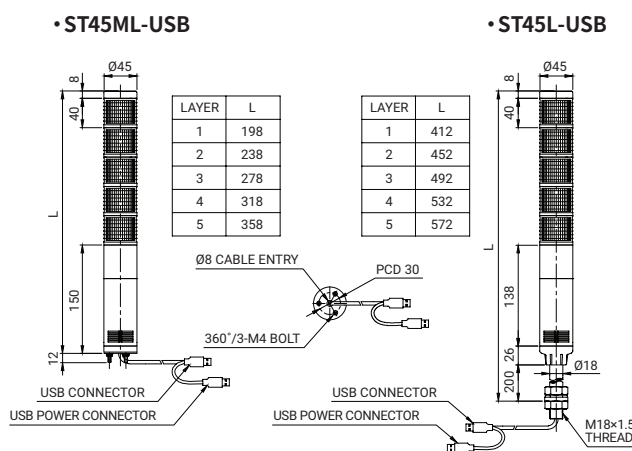 • ST45ML-USB
• ST45L-USB
Ø45
8
40
L
150
12
LAYER L
1 198
2 238
3 278
4 318
5 358
LAYER L
1 412
2 452
3 492
4 532
5 572
Ø45
8
40
L
138
26
200
Ø18
Ø8 CABLE ENTRY
PCD 30
360°/3-M4 BOLT
USB CONNECTOR
USB POWER CONNECTOR
USB CONNECTOR
USB POWER CONNECTOR
M18×1.5
THREAD